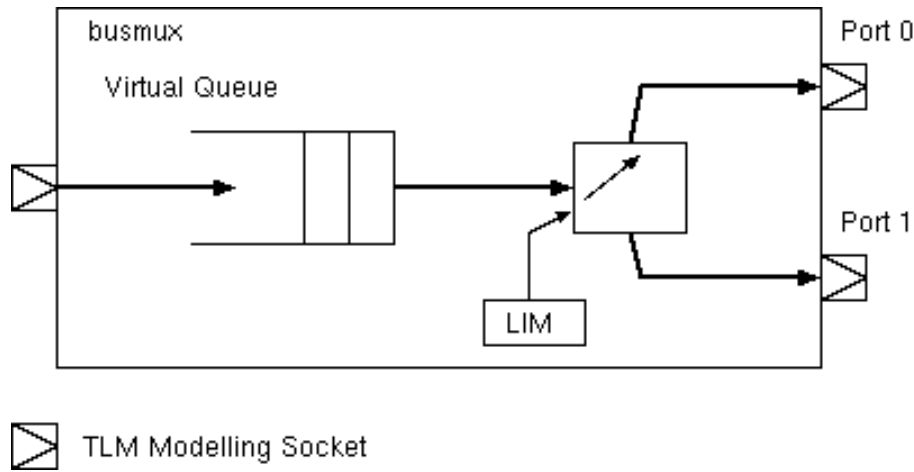 busmux
Port 0
Virtual Queue
Port 1
LIM
TLM Modelling Socket